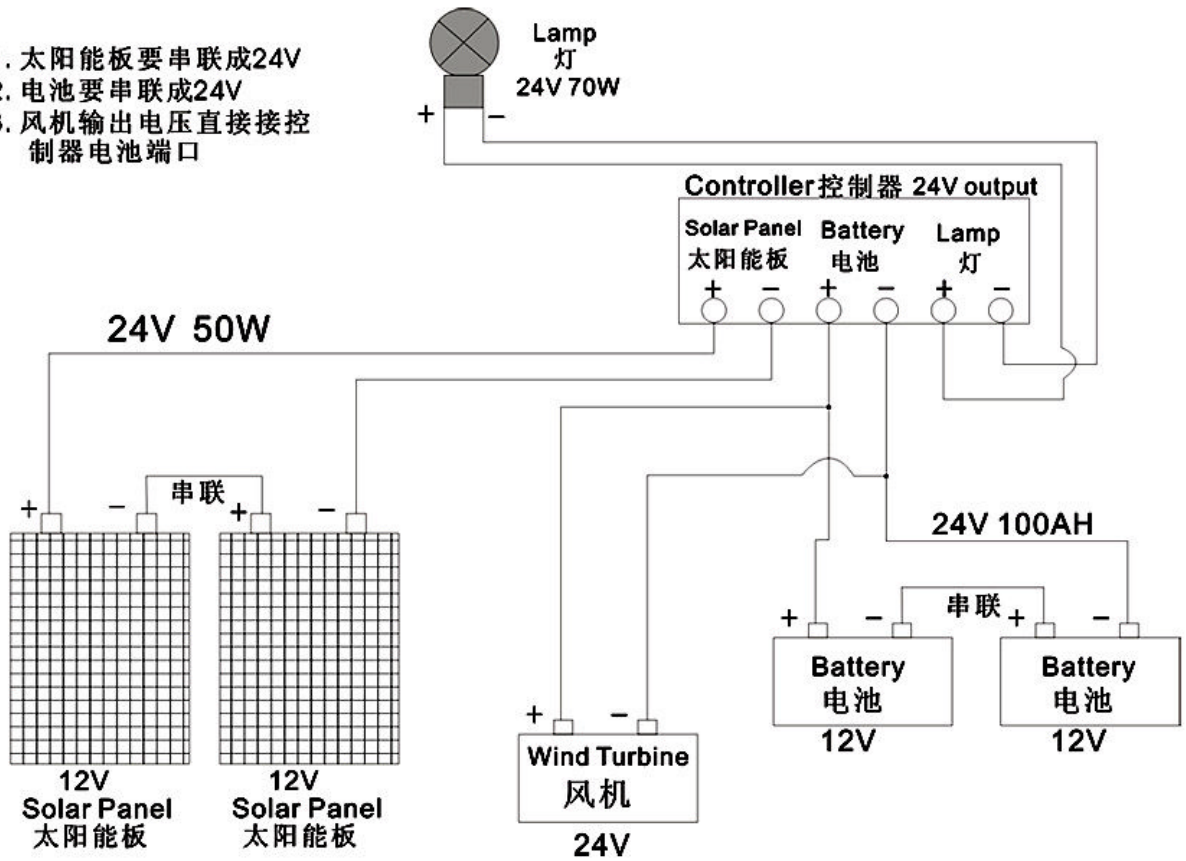 . 太阳能板要串联成24V
2. 电池要串联成24V
3. 风机输出电压直接接控
制器电池端口
Lamp
灯
24V 70W
+ −
Controller控制器 24V output
Solar Panel Battery Lamp
太阳能板 电池 灯
+ − + − + −
24V 50W
+ − 串联 + −
24V 100AH
+ − 串联 + −
Battery Battery
电池 电池
12V 12V
+ −
Wind Turbine
风机
24V
12V 12V
Solar Panel Solar Panel
太阳能板 太阳能板